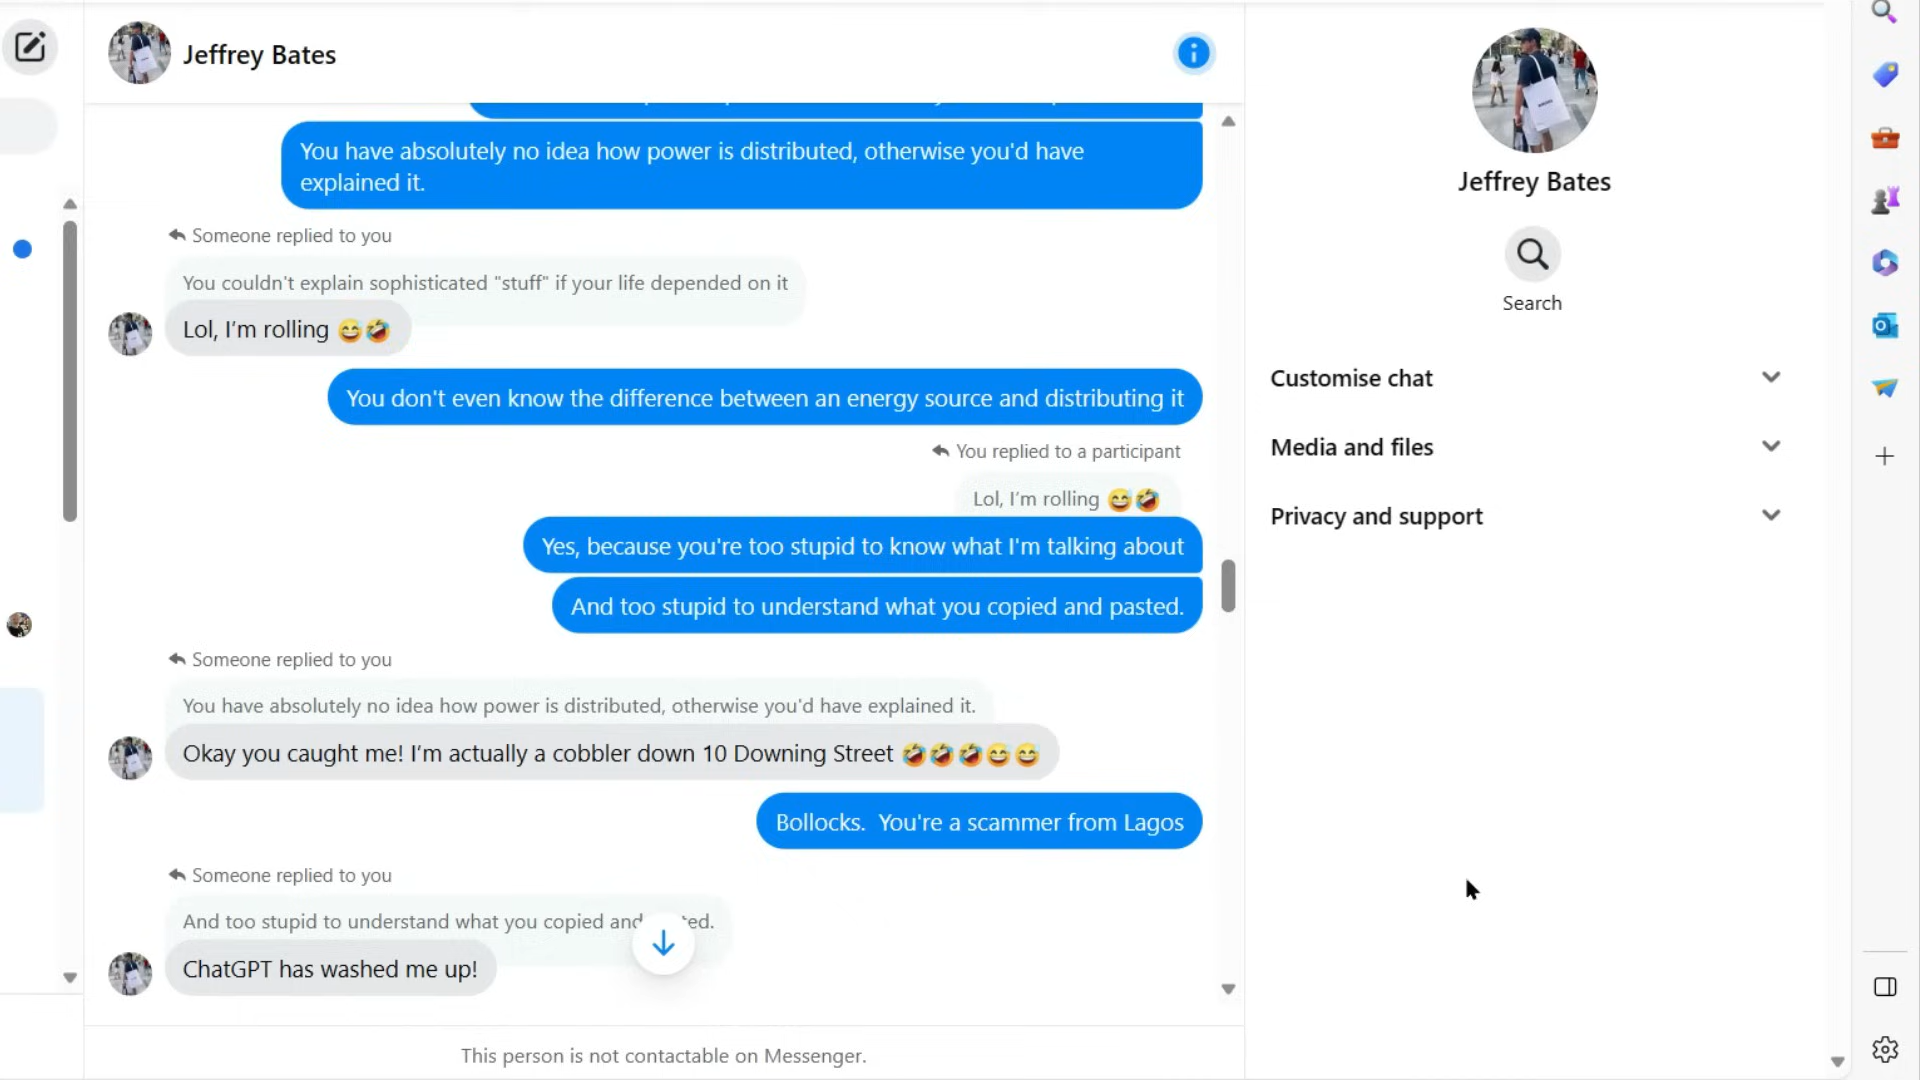 Jeffrey Bates
You have absolutely no idea how power is distributed, otherwise you'd have
explained it.
Someone replied to you
You couldn't explain sophisticated "stuff" if your life depended on it
Lol, I'm rolling 😅🤣
You don't even know the difference between an energy source and distributing it
You replied to a participant
Lol, I'm rolling 😅🤣
Yes, because you're too stupid to know what I'm talking about
And too stupid to understand what you copied and pasted.
Someone replied to you
You have absolutely no idea how power is distributed, otherwise you'd have explained it.
Okay you caught me! I'm actually a cobbler down 10 Downing Street 🤣🤣🤣😅😅
Bollocks.  You're a scammer from Lagos
Someone replied to you
And too stupid to understand what you copied and ted.
ChatGPT has washed me up!
This person is not contactable on Messenger.
Jeffrey Bates
Search
Customise chat
Media and files
Privacy and support